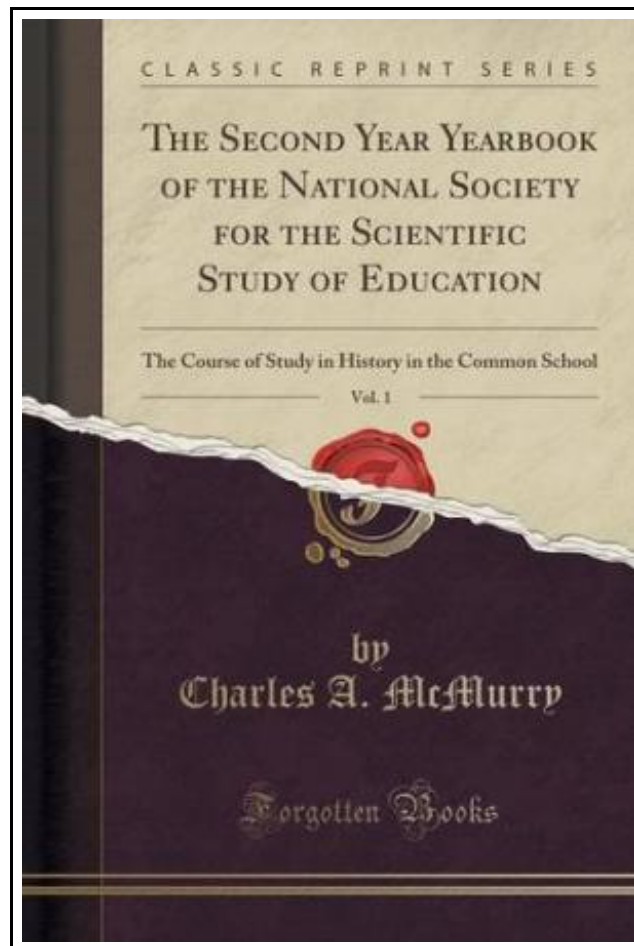 CLASSIC REPRINT SERIES
THE SECOND YEAR YEARBOOK
OF THE NATIONAL SOCIETY
FOR THE SCIENTIFIC
STUDY OF EDUCATION
The Course of Study in History in the Common School
Vol. 1
by
Charles A. McMurry
Forgotten Books